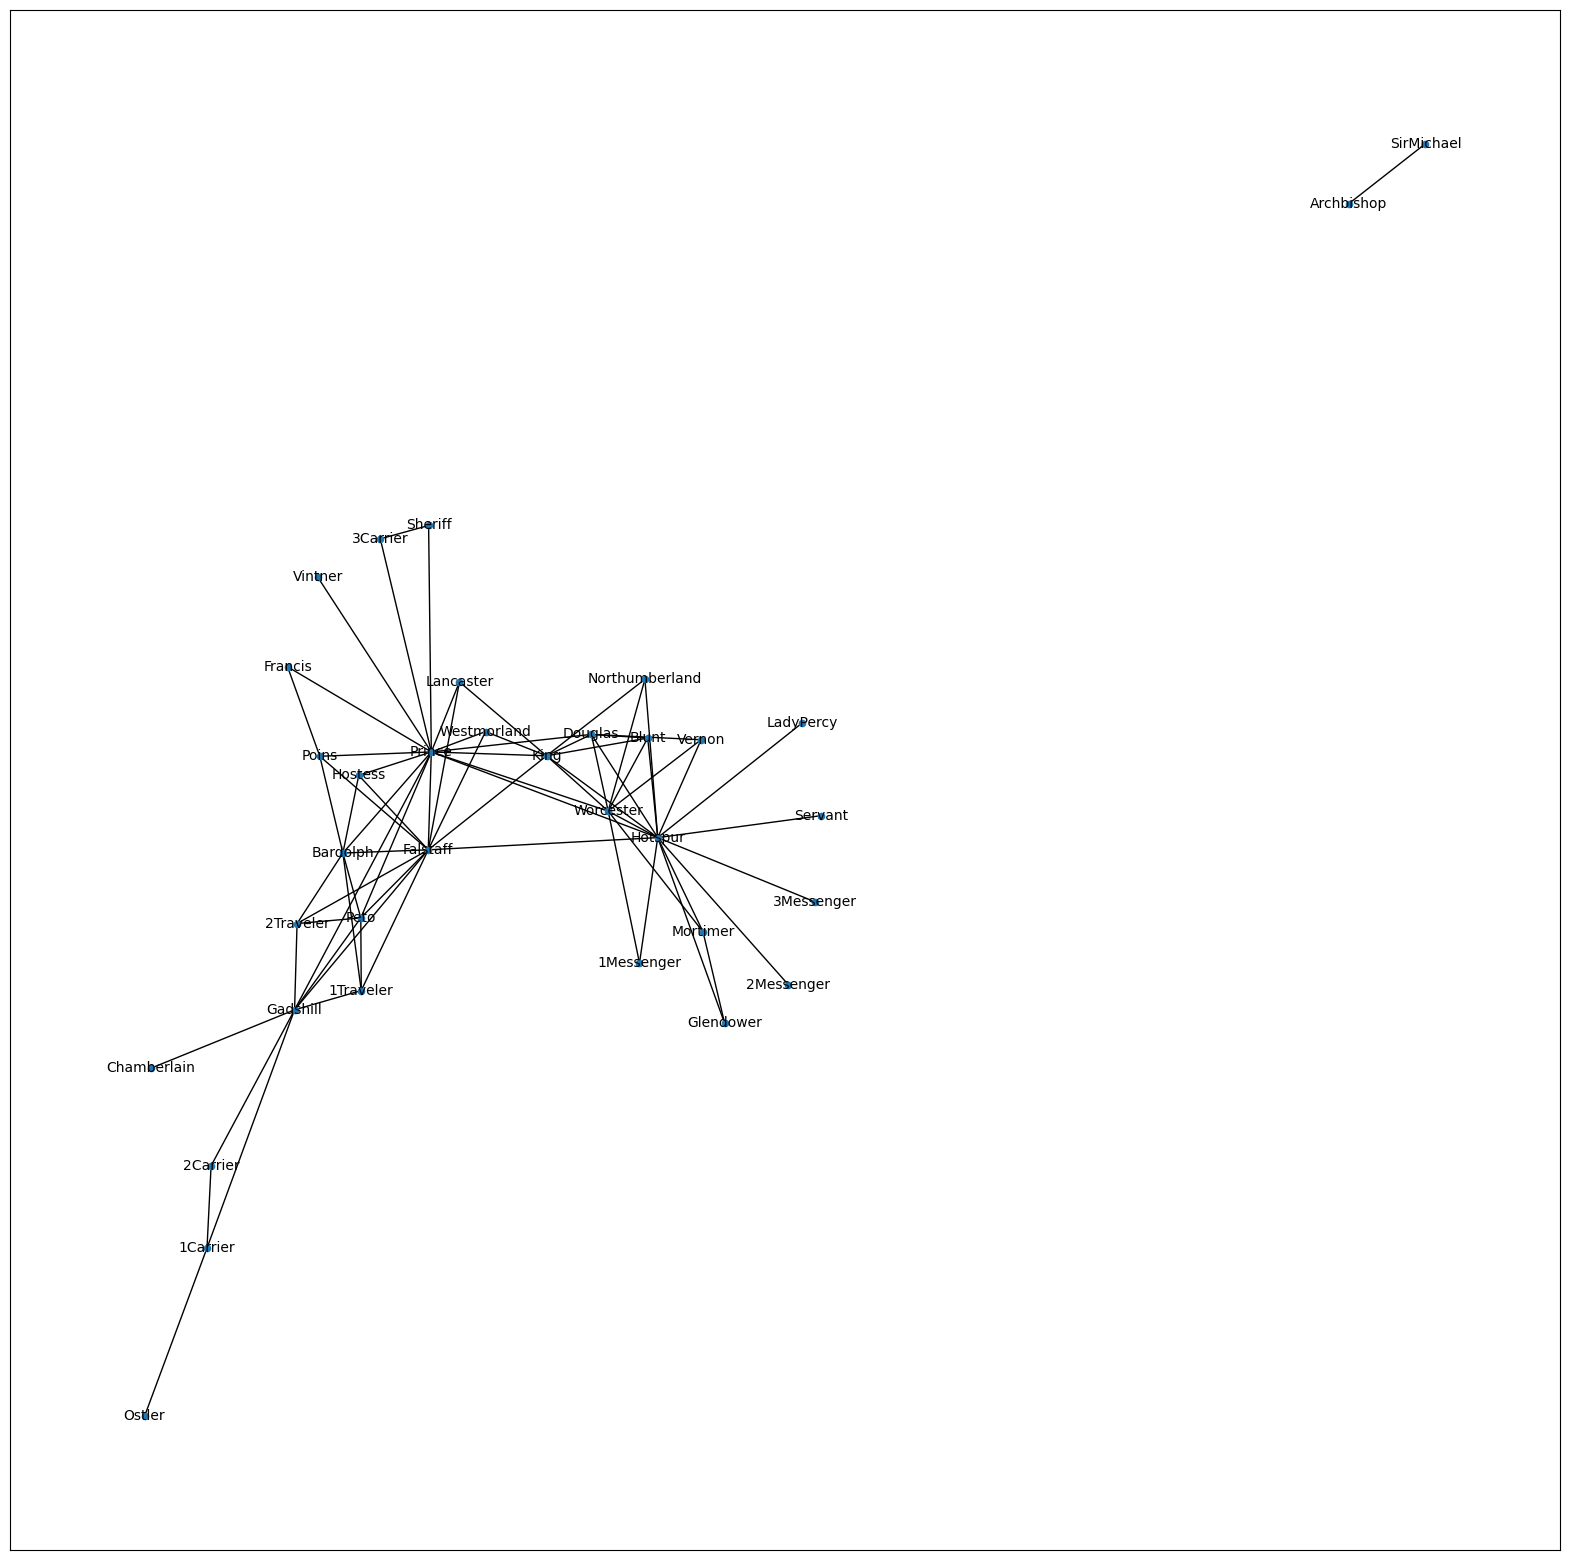 SirMichael
Archbishop
Sheriff
3Carrier
Vintner
Francis
Lancaster
Northumberland
LadyPercy
Westmorland
Douglas
Blunt
Vernon
Prince
King
Poins
Hostess
Worcester
Servant
Hotspur
Bardolph
Falstaff
3Messenger
2Traveler
Peto
Mortimer
1Messenger
2Messenger
1Traveler
Gadshill
Glendower
Chamberlain
2Carrier
1Carrier
Ostler